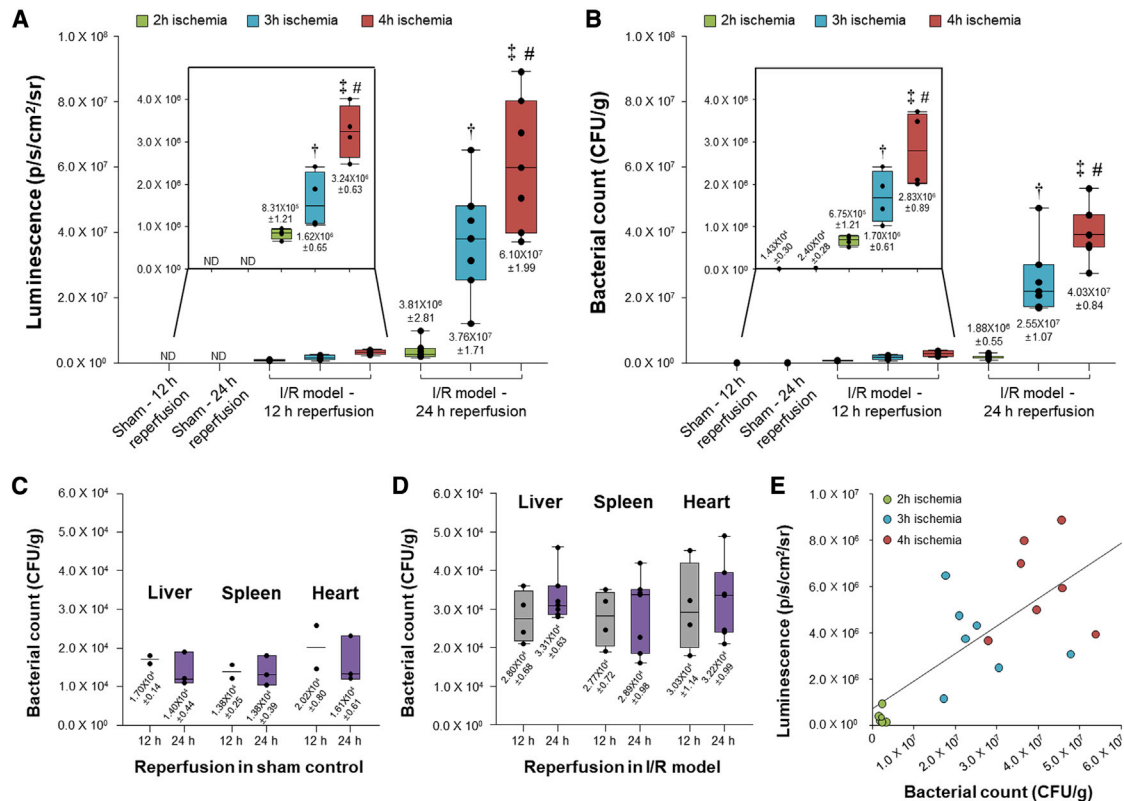 A
2h ischemia 3h ischemia 4h ischemia
Luminescence (p/s/cm²/sr)
1.0 X 10⁸
8.0 X 10⁷
6.0 X 10⁷
4.0 X 10⁷
2.0 X 10⁷
0.0 X 10⁰
4.0 X 10⁶
3.0 X 10⁶
2.0 X 10⁶
1.0 X 10⁶
0.0 X 10⁰
ND ND
8.31X10⁵
±1.21
†
1.62X10⁶
±0.65
‡ #
3.24X10⁶
±0.63
ND ND
3.81X10⁶
±2.81
†
3.76X10⁷
±1.71
‡ #
6.10X10⁷
±1.99
Sham - 12 h
reperfusion
Sham - 24 h
reperfusion
I/R model -
12 h reperfusion
I/R model -
24 h reperfusion
B
2h ischemia 3h ischemia 4h ischemia
Bacterial count (CFU/g)
1.0 X 10⁸
8.0 X 10⁷
6.0 X 10⁷
4.0 X 10⁷
2.0 X 10⁷
0.0 X 10⁰
4.0 X 10⁶
3.0 X 10⁶
2.0 X 10⁶
1.0 X 10⁶
0.0 X 10⁰
1.43X10⁴
±0.30
2.40X10⁴
±0.28
6.75X10⁵
±1.21
†
1.70X10⁶
±0.61
‡ #
2.83X10⁶
±0.89
1.88X10⁶
±0.55
†
2.55X10⁷
±1.07
‡ #
4.03X10⁷
±0.84
Sham - 12 h
reperfusion
Sham - 24 h
reperfusion
I/R model -
12 h reperfusion
I/R model -
24 h reperfusion
C
Bacterial count (CFU/g)
6.0 X 10⁴
5.0 X 10⁴
4.0 X 10⁴
3.0 X 10⁴
2.0 X 10⁴
1.0 X 10⁴
0.0 X 10⁰
Liver Spleen Heart
1.70X10⁴
±0.14
1.40X10⁴
±0.44
1.38X10⁴
±0.25
1.38X10⁴
±0.39
2.02X10⁴
±0.80
1.61X10⁴
±0.61
12 h 24 h 12 h 24 h 12 h 24 h
Reperfusion in sham control
D
Bacterial count (CFU/g)
6.0 X 10⁴
5.0 X 10⁴
4.0 X 10⁴
3.0 X 10⁴
2.0 X 10⁴
1.0 X 10⁴
0.0 X 10⁰
Liver Spleen Heart
2.80X10⁴
±0.68
3.31X10⁴
±0.63
2.77X10⁴
±0.72
2.89X10⁴
±0.98
3.03X10⁴
±1.14
3.22X10⁴
±0.99
12 h 24 h 12 h 24 h 12 h 24 h
Reperfusion in I/R model
E
2h ischemia
3h ischemia
4h ischemia
Luminescence (p/s/cm²/sr)
1.0 X 10⁷
8.0 X 10⁶
6.0 X 10⁶
4.0 X 10⁶
2.0 X 10⁶
0.0 X 10⁰
0
1.0 X 10⁷
2.0 X 10⁷
3.0 X 10⁷
4.0 X 10⁷
5.0 X 10⁷
6.0 X 10⁷
Bacterial count (CFU/g)